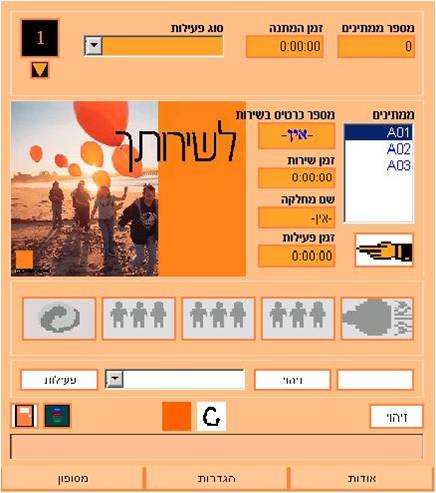 מספר ממתינים
זמן המתנה
סוג פעילות
1
0
0:00:00
ממתינים
מספר כרטיס בשירות
A01
A02
A03
-אין-
זמן שירות
0:00:00
שם מחלקה
-אין-
זמן פעילות
0:00:00
לשירותך
זיהוי
פעילות
זיהוי
G
אודות
הגדרות
מסופון